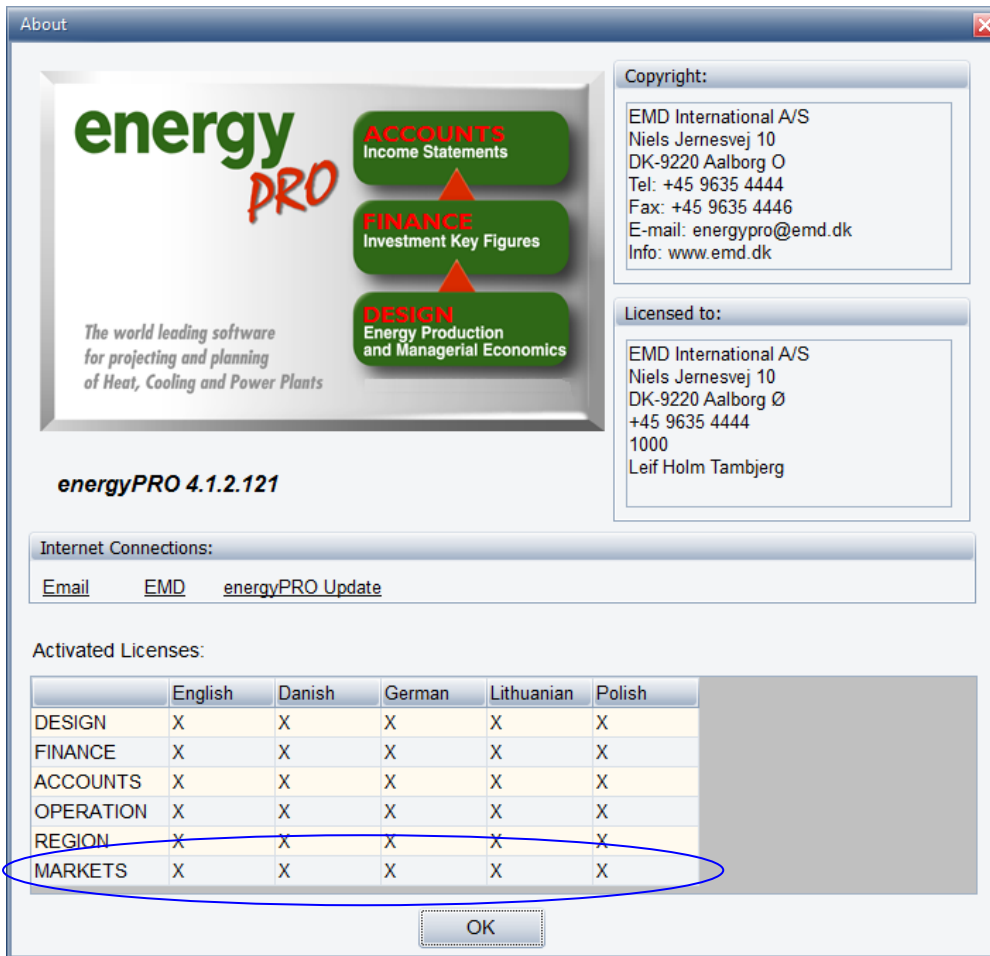 About
energy
PRO
ACCOUNTS
Income Statements
FINANCE
Investment Key Figures
DESIGN
Energy Production
and Managerial Economics
The world leading software
for projecting and planning
of Heat, Cooling and Power Plants
energyPRO 4.1.2.121
Copyright:
EMD International A/S
Niels Jernesvej 10
DK-9220 Aalborg O
Tel: +45 9635 4444
Fax: +45 9635 4446
E-mail: energypro@emd.dk
Info: www.emd.dk
Licensed to:
EMD International A/S
Niels Jernesvej 10
DK-9220 Aalborg Ø
+45 9635 4444
1000
Leif Holm Tambjerg
Internet Connections:
Email EMD energyPRO Update
Activated Licenses:
English Danish German Lithuanian Polish
DESIGN X X X X X
FINANCE X X X X X
ACCOUNTS X X X X X
OPERATION X X X X X
REGION X X X X X
MARKETS X X X X X
OK